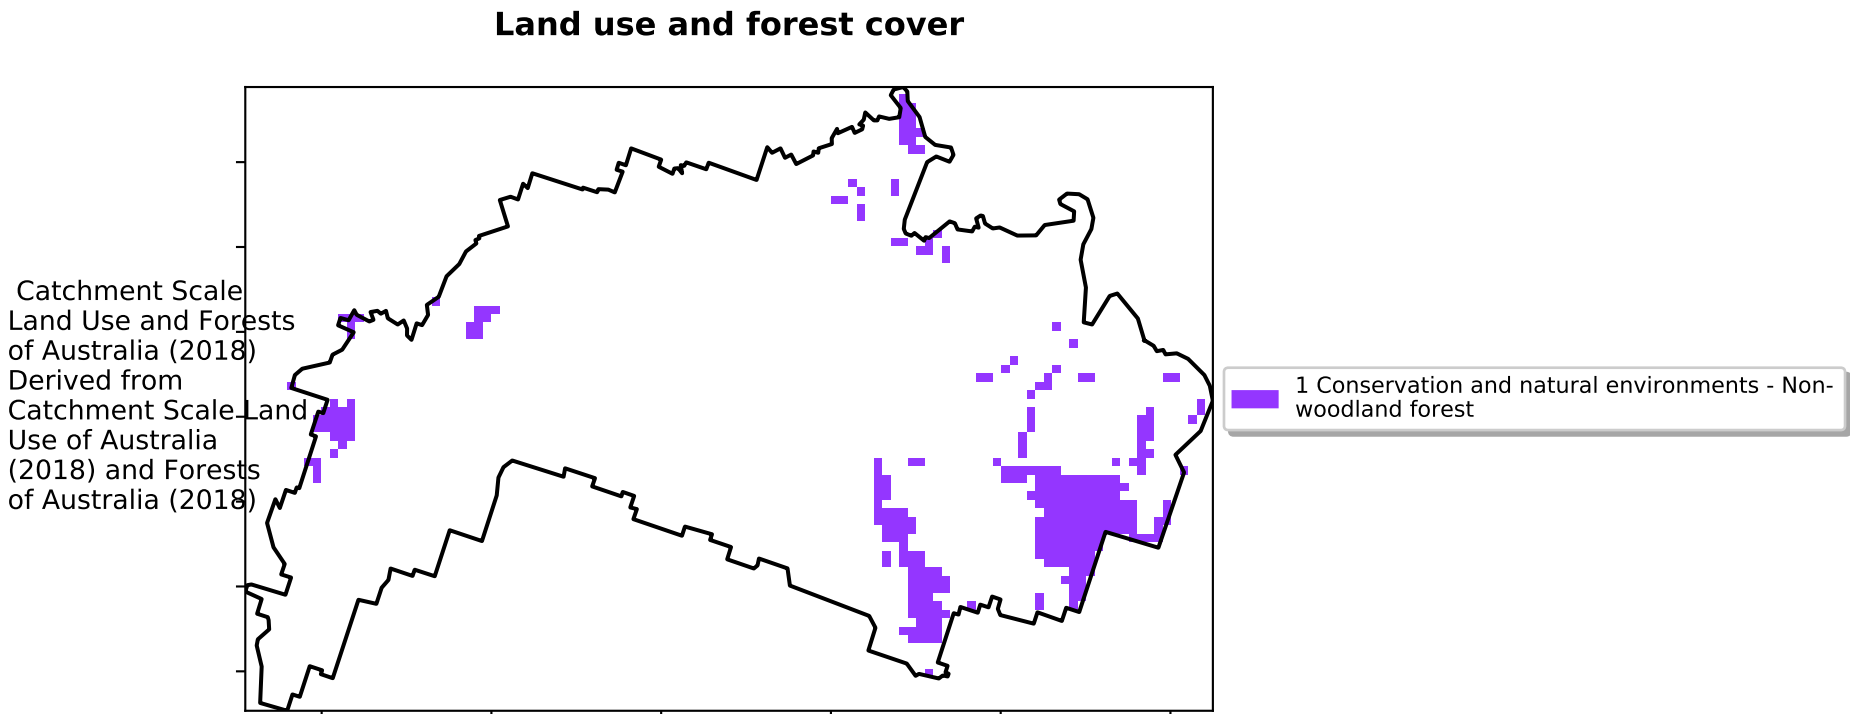 Land use and forest cover
Catchment Scale
Land Use and Forests
of Australia (2018)
Derived from
Catchment Scale Land
Use of Australia
(2018) and Forests
of Australia (2018)
1 Conservation and natural environments - Non-
woodland forest